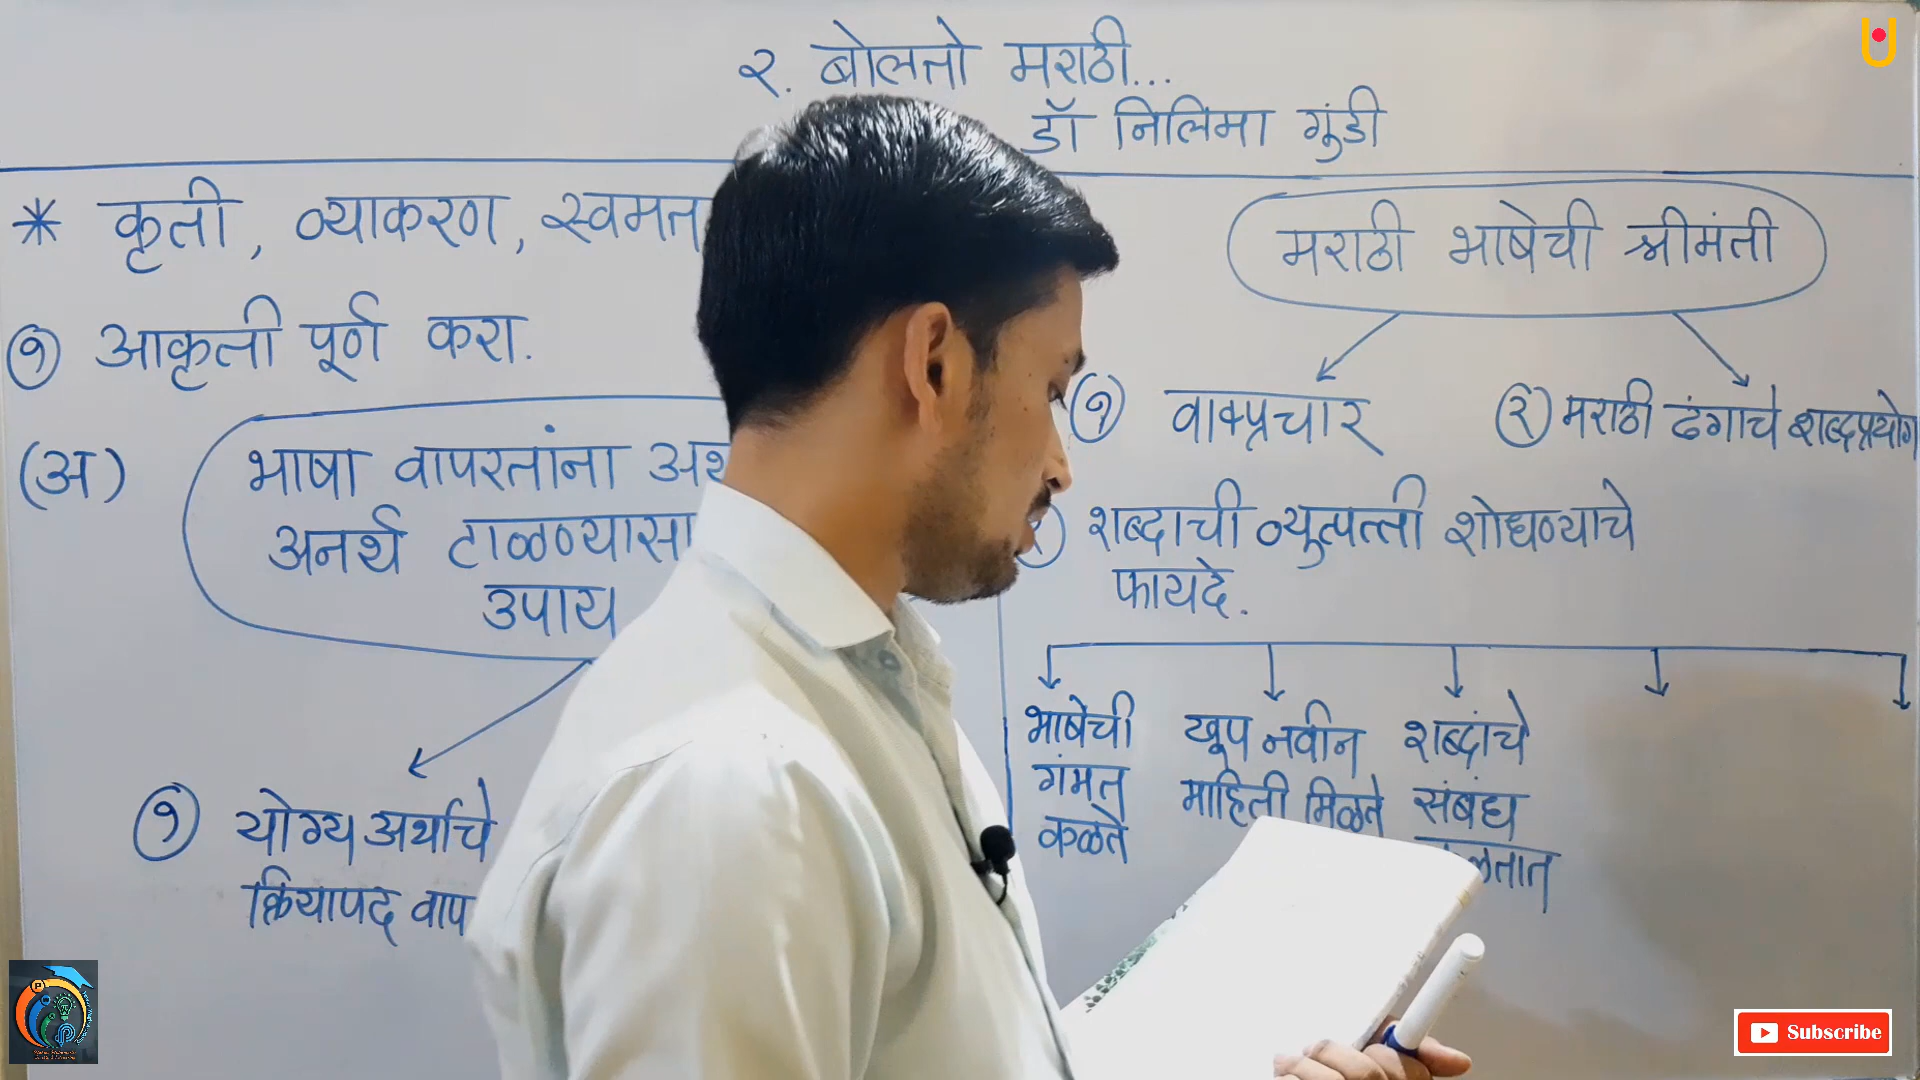 २. बोलतो मराठी...
डॉ निलिमा गुंडी
* कृती, व्याकरण, स्वमत
१ आकृती पूर्ण करा.
(अ) भाषा वापरतांना
अनर्थ टाळण्यासा
उपाय
१ योग्य अर्थाचे
क्रियापद वाप
मराठी भाषेची श्रीमंती
१ वाक्प्रचार
२ मराठी ढंगाचे शब्दप्रयोग
शब्दाची व्युत्पत्ती शोधण्याचे
फायदे.
भाषेची
गंमत
कळते
खूप नवीन
माहिती मिळते
शब्दांचे
संबंध
Subscribe